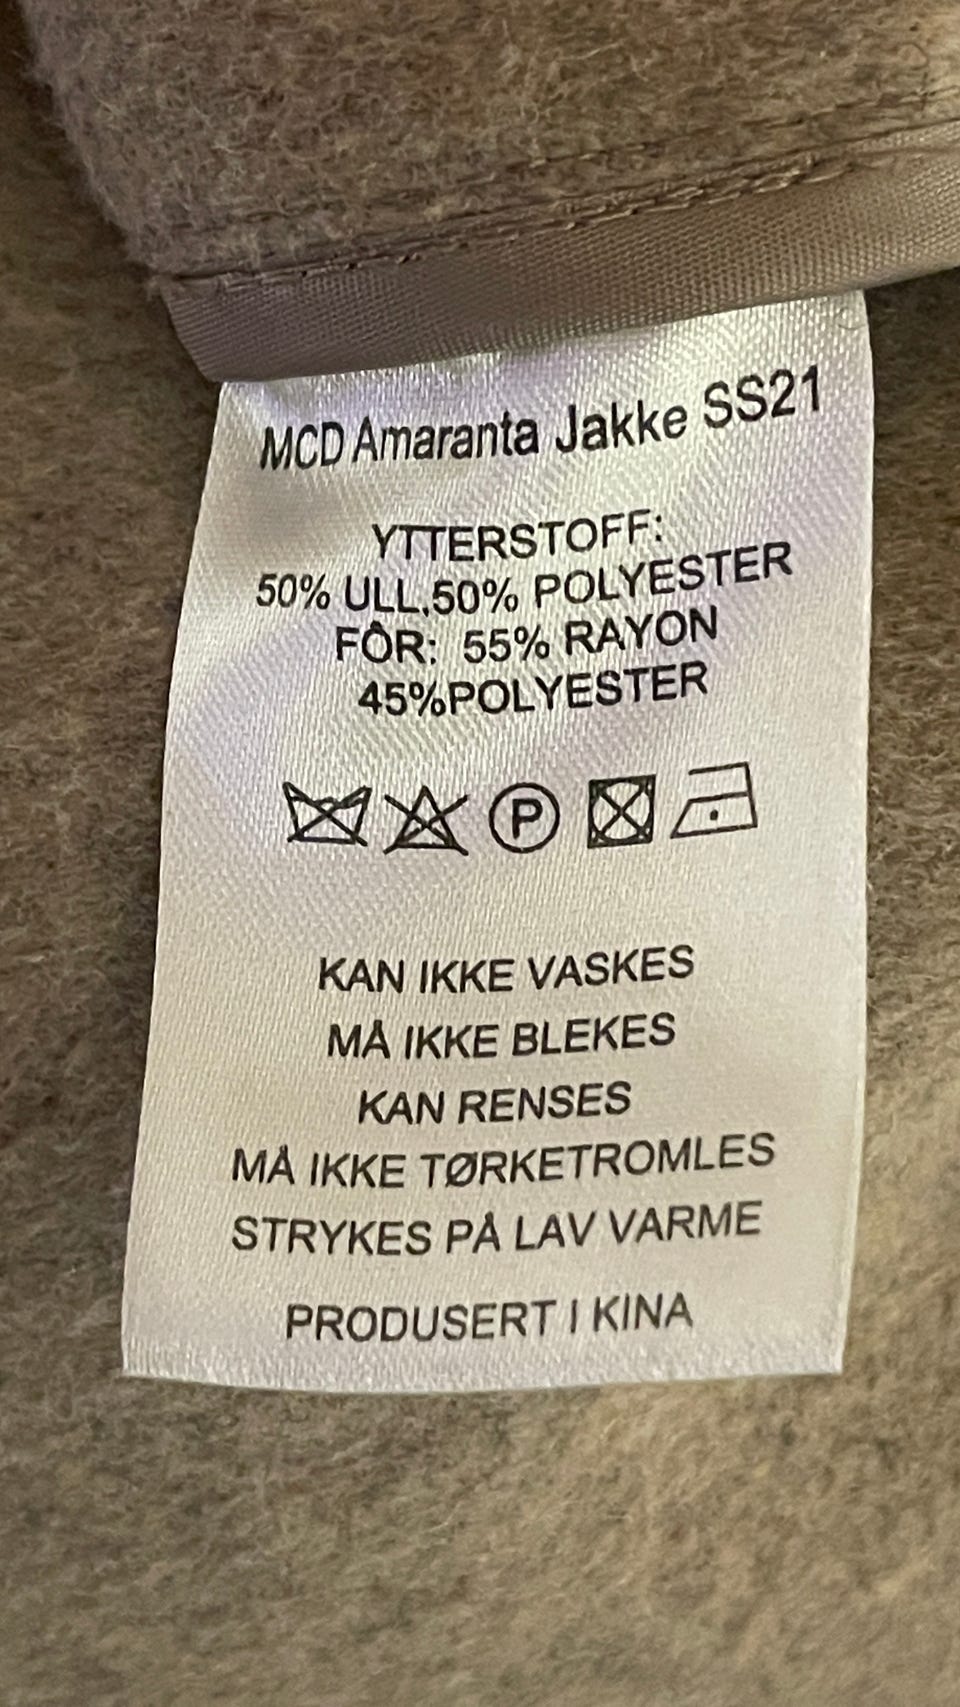 MCD Amaranta Jakke SS21
YTTERSTOFF:
50% ULL,50% POLYESTER
FÔR: 55% RAYON
45%POLYESTER
P
KAN IKKE VASKES
MÅ IKKE BLEKES
KAN RENSES
MÅ IKKE TØRKETROMLES
STRYKES PÅ LAV VARME
PRODUSERT I KINA